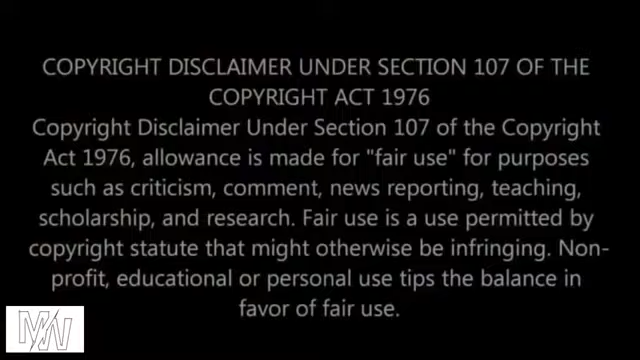 COPYRIGHT DISCLAIMER UNDER SECTION 107 OF THE
COPYRIGHT ACT 1976
Copyright Disclaimer Under Section 107 of the Copyright
Act 1976, allowance is made for "fair use" for purposes
such as criticism, comment, news reporting, teaching,
scholarship, and research. Fair use is a use permitted by
copyright statute that might otherwise be infringing. Non-
profit, educational or personal use tips the balance in
favor of fair use.